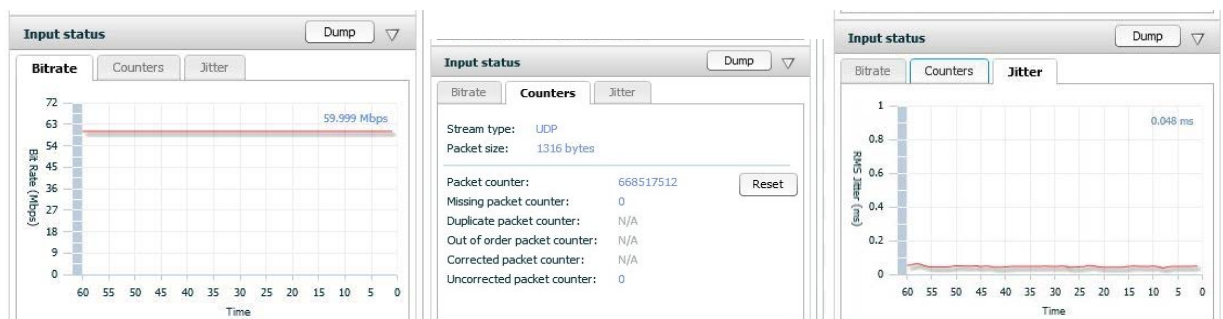 Input status Dump
Bitrate Counters Jitter
72
63
54
45
36
27
18
9
0
Bit Rate (Mbps)
59.999 Mbps
60 55 50 45 40 35 30 25 20 15 10 5 0
Time
Input status Dump
Bitrate Counters Jitter
Stream type: UDP
Packet size: 1316 bytes
Packet counter: 668517512 Reset
Missing packet counter: 0
Duplicate packet counter: N/A
Out of order packet counter: N/A
Corrected packet counter: N/A
Uncorrected packet counter: 0
Input status Dump
Bitrate Counters Jitter
1
0.8
0.6
0.4
0.2
0
RMS Jitter (ms)
0.048 ms
60 55 50 45 40 35 30 25 20 15 10 5 0
Time